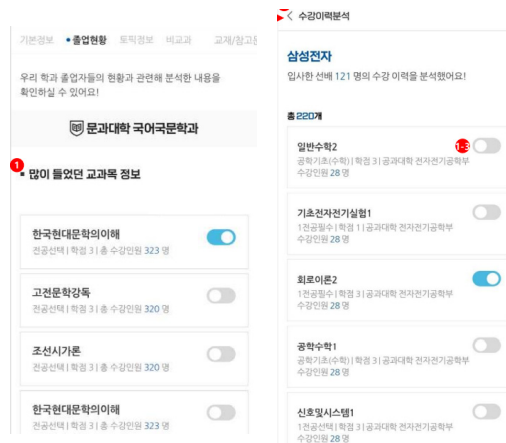 기본정보 •졸업현황 토픽정보 비교과 교재/참고문
우리 학과 졸업자들의 현황과 관련해 분석한 내용을
확인하실 수 있어요!
문과대학 국어국문학과
1
많이 들었던 교과목 정보
한국현대문학의이해
전공선택 | 학점 3 | 총 수강인원 323 명
고전문학강독
전공선택 | 학점 3 | 총 수강인원 320 명
조선시가론
전공선택 | 학점 3 | 총 수강인원 320 명
한국현대문학의이해
전공선택 | 학점 3 | 총 수강인원 323 명
수강이력분석
삼성전자
입사한 선배 121 명의 수강 이력을 분석했어요!
총 220개
일반수학2
1-3
공학기초(수학) | 학점 3 | 공과대학 전자전기공학부
수강인원 28 명
기초전자전기실험1
1전공필수 | 학점 1 | 공과대학 전자전기공학부
수강인원 28 명
회로이론2
1전공필수 | 학점 3 | 공과대학 전자전기공학부
수강인원 28 명
공학수학1
공학기초(수학) | 학점 3 | 공과대학 전자전기공학부
수강인원 28 명
신호및시스템1
1전공선택 | 학점 3 | 공과대학 전자전기공학부
수강인원 28 명